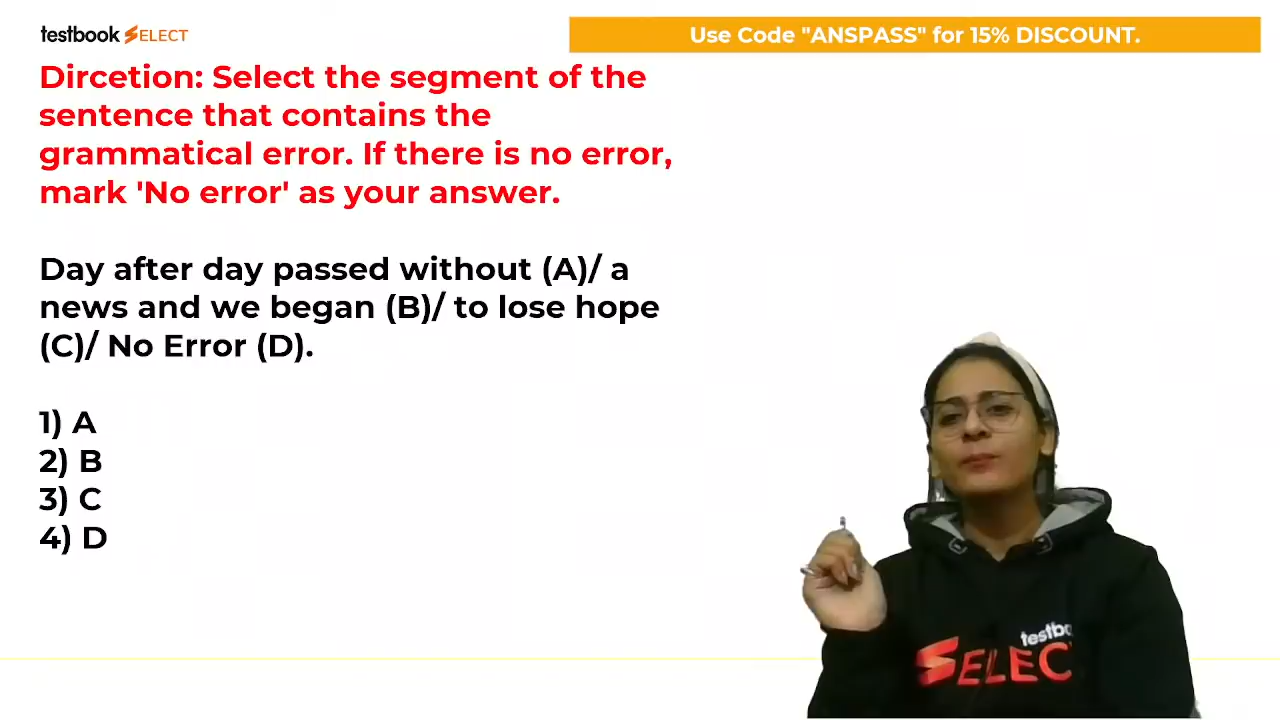 testbook SELECT
Use Code "ANSPASS" for 15% DISCOUNT.
Dircetion: Select the segment of the
sentence that contains the
grammatical error. If there is no error,
mark 'No error' as your answer.
Day after day passed without (A)/ a
news and we began (B)/ to lose hope
(C)/ No Error (D).
1) A
2) B
3) C
4) D
testbo
SELEC